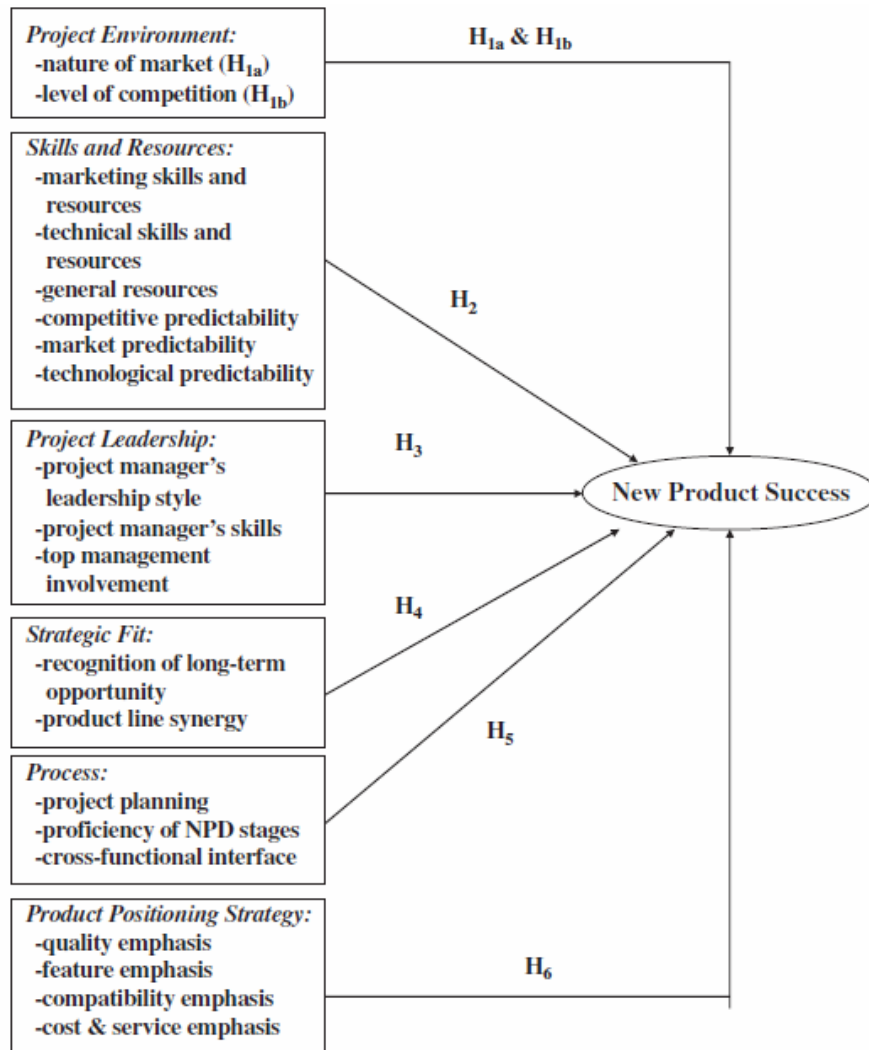 Project Environment:
-nature of market (H1a)
-level of competition (H1b)
H1a & H1b
Skills and Resources:
-marketing skills and
resources
-technical skills and
resources
-general resources
-competitive predictability
-market predictability
-technological predictability
H2
Project Leadership:
-project manager's
leadership style
-project manager's skills
-top management
involvement
H3
New Product Success
Strategic Fit:
-recognition of long-term
opportunity
-product line synergy
H4
Process:
-project planning
-proficiency of NPD stages
-cross-functional interface
H5
Product Positioning Strategy:
-quality emphasis
-feature emphasis
-compatibility emphasis
-cost & service emphasis
H6